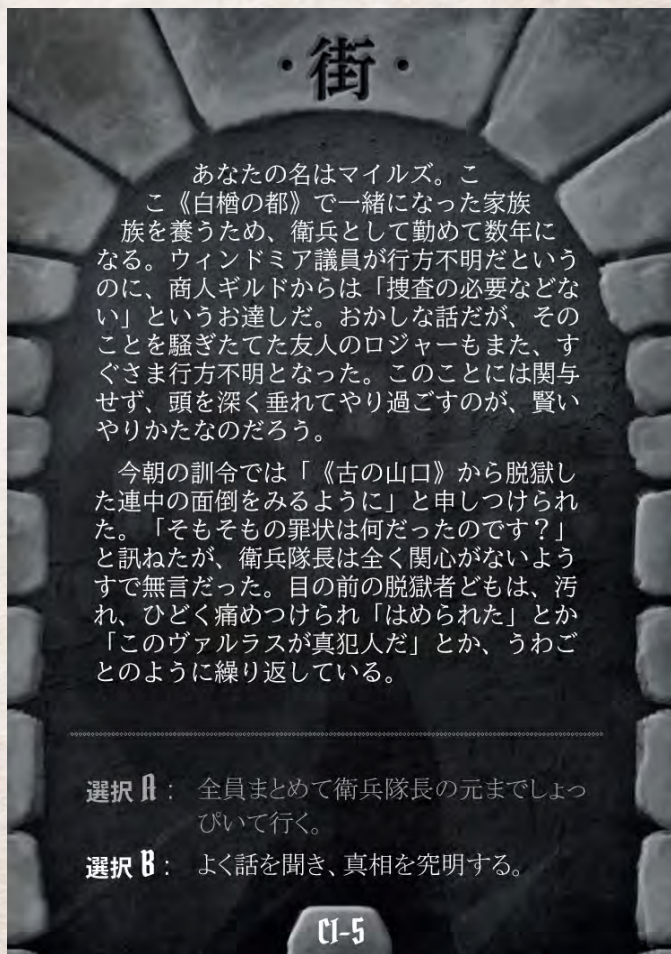 ・街・
あなたの名はマイルズ。こ
こ《白楢の都》で一緒になった家族
族を養うため、衛兵として勤めて数年に
なる。ウィンドミア議員が行方不明だという
のに、商人ギルドからは「捜査の必要などな
い」というお達しだ。おかしな話だが、その
ことを騒ぎたてた友人のロジャーもまた、す
ぐさま行方不明となった。このことには関与
せず、頭を深く垂れてやり過ごすのが、賢い
やりかたなのだろう。
今朝の訓令では「《古の山口》から脱獄し
た連中の面倒をみるように」と申しつけられ
た。「そもそもの罪状は何だったのです？」
と訊ねたが、衛兵隊長は全く関心がないよう
すで無言だった。目の前の脱獄者どもは、汚
れ、ひどく痛めつけられ「はめられた」とか
「このヴァルラスが真犯人だ」とか、うわご
とのように繰り返している。
選択 A： 全員まとめて衛兵隊長の元までしょっ
ぴいて行く。
選択 B： よく話を聞き、真相を究明する。
C1-5